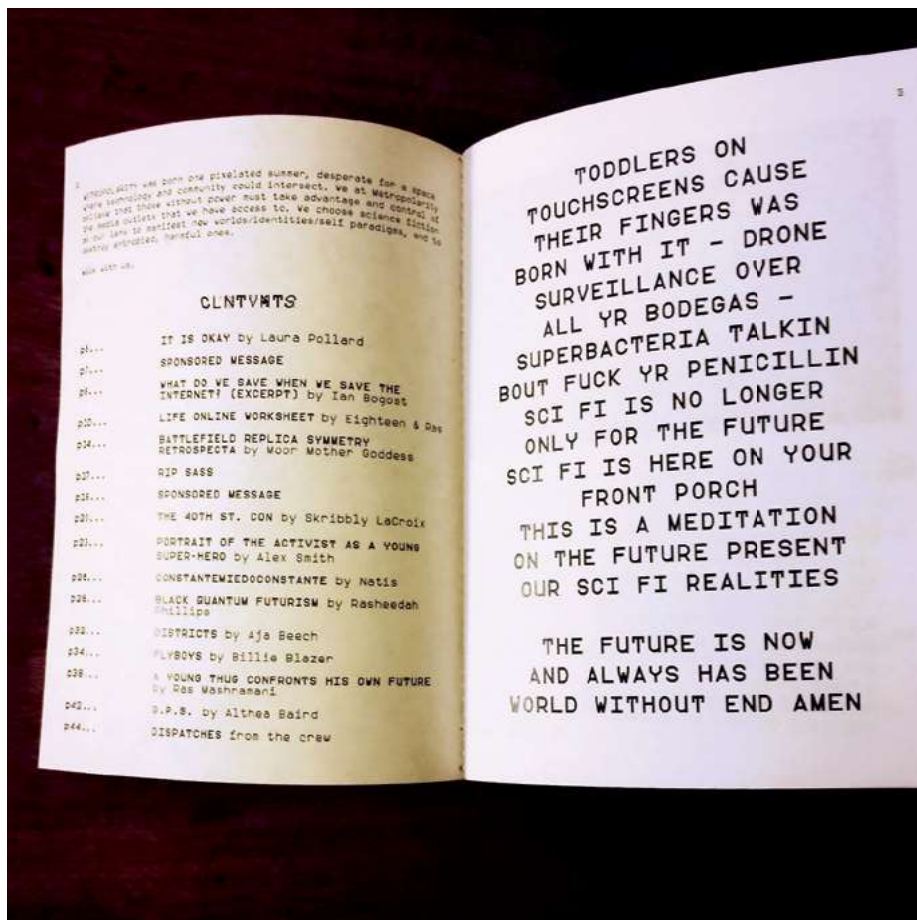 METROPOLARITY was born one pixelated summer, desperate for a space
where technology and community could intersect. We at Metropolarity
believe that those without power must take advantage and control of
the media outlets that we have access to. We choose science fiction
as our lens to manifest new worlds/identities/self paradigms, and to
destroy entropied, harmful ones.
Walk with us.
CLNTVNTS
IT IS OKAY by Laura Pollard
SPONSORED MESSAGE
WHAT DO WE SAVE WHEN WE SAVE THE
INTERNET? (EXCERPT) by Ian Bogost
p10... LIFE ONLINE WORKSHEET by Eighteen & Ras
p14... BATTLEFIELD REPLICA SYMMETRY
RETROSPECTA by Moor Mother Goddess
RIP SASS
SPONSORED MESSAGE
THE 40TH ST. CON by Skribbly LaCroix
PORTRAIT OF THE ACTIVIST AS A YOUNG
SUPER-HERO by Alex Smith
CONSTANTEMIEDOCONSTANTE by Natis
BLACK QUANTUM FUTURISM by Rasheedah
Phillips
DISTRICTS by Aja Beech
p34... FLYBOYS by Billie Blazer
A YOUNG THUG CONFRONTS HIS OWN FUTURE
by Ras Mashramani
G.P.S. by Althea Baird
p44... DISPATCHES from the crew
TODDLERS ON
TOUCHSCREENS CAUSE
THEIR FINGERS WAS
BORN WITH IT - DRONE
SURVEILLANCE OVER
ALL YR BODEGAS -
SUPERBACTERIA TALKIN
BOUT FUCK YR PENICILLIN
SCI FI IS NO LONGER
ONLY FOR THE FUTURE
SCI FI IS HERE ON YOUR
FRONT PORCH
THIS IS A MEDITATION
ON THE FUTURE PRESENT
OUR SCI FI REALITIES
THE FUTURE IS NOW
AND ALWAYS HAS BEEN
WORLD WITHOUT END AMEN